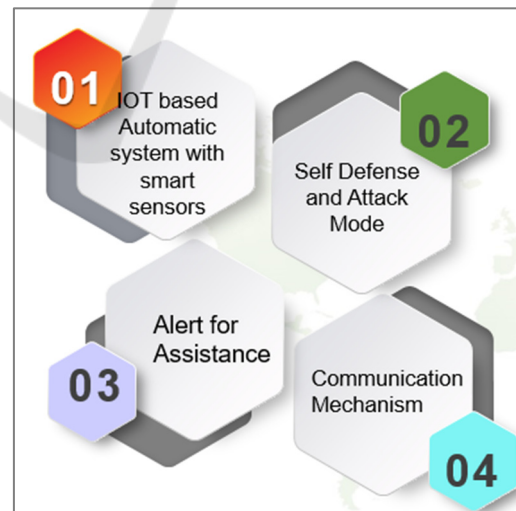 01
IOT based
Automatic
system with
smart
sensors
02
Self Defense
and Attack
Mode
03
Alert for
Assistance
04
Communication
Mechanism